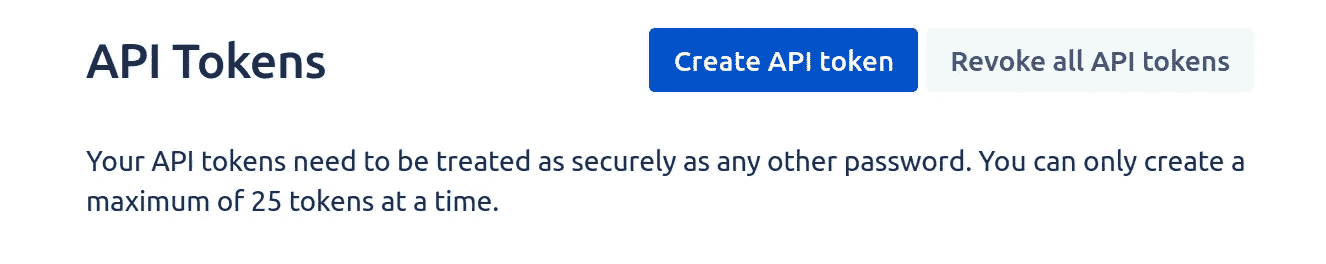 API Tokens
Create API token
Revoke all API tokens
Your API tokens need to be treated as securely as any other password. You can only create a
maximum of 25 tokens at a time.